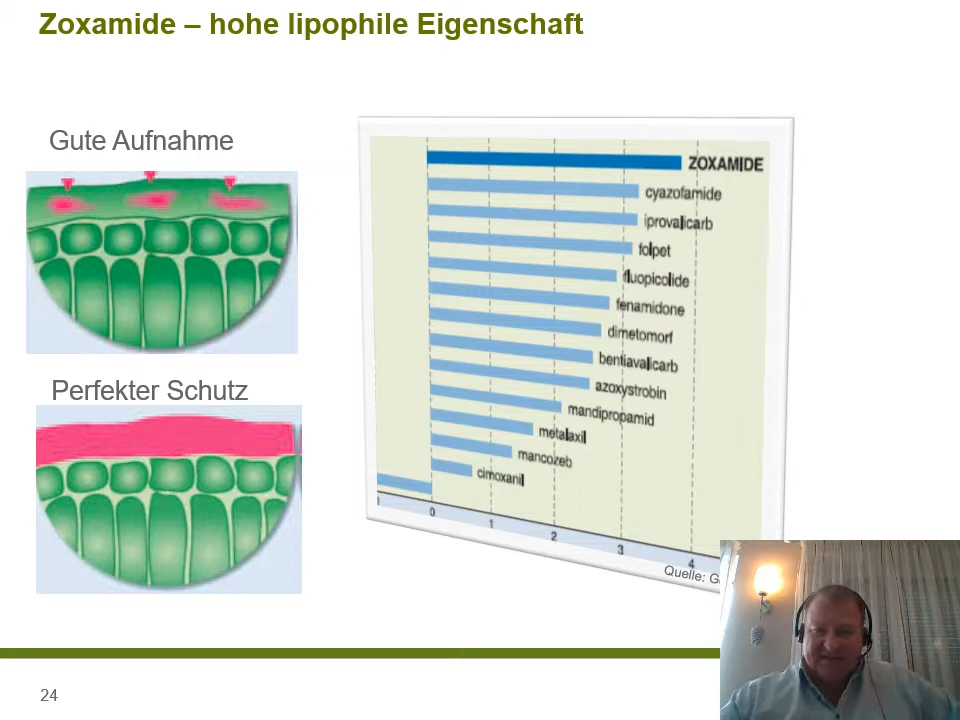 Zoxamide – hohe lipophile Eigenschaft
Gute Aufnahme
Perfekter Schutz
ZOXAMIDE
cyazofamide
iprovalicarb
folpet
fluopicolide
fenamidone
dimetomorf
bentiavalicarb
azoxystrobin
mandipropamid
metalaxil
mancozeb
cimoxanil
1 0 1 2 3 4
Quelle:
24